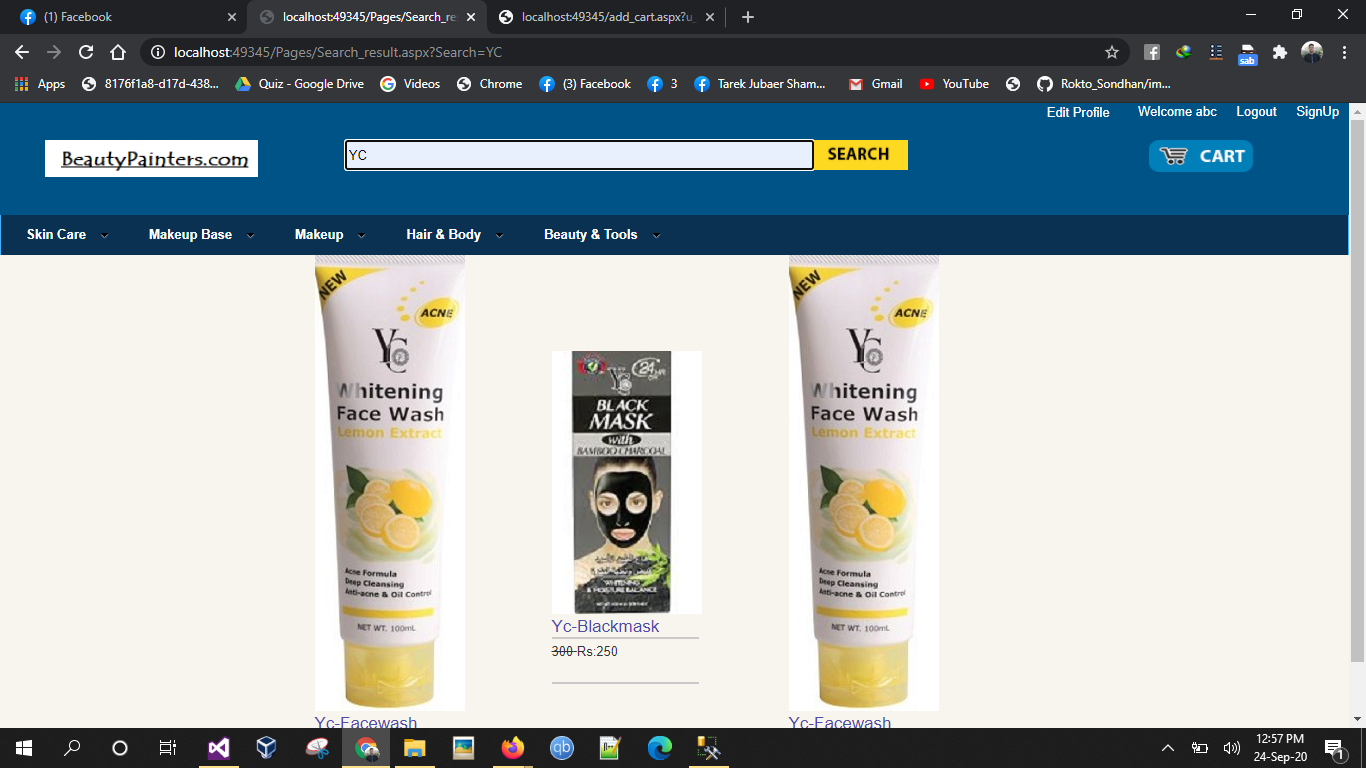 (1) Facebook
localhost:49345/Pages/Search_re
localhost:49345/add_cart.aspx?u_
localhost:49345/Pages/Search_result.aspx?Search=YC
sab
Apps
8176f1a8-d17d-438...
Quiz - Google Drive
Videos
Chrome
(3) Facebook
3
Tarek Jubaer Sham...
Gmail
YouTube
Rokto_Sondhan/im...
Edit Profile
Welcome abc
Logout
SignUp
BeautyPainters.com
YC
SEARCH
CART
Skin Care
Makeup Base
Makeup
Hair & Body
Beauty & Tools
NEW
ACNE
YC
Whitening
Face Wash
Lemon Extract
Acne Formula
Deep Cleansing
Anti-acne & Oil Control
NET WT. 100mL
Yc-Facewash
24
YC
BLACK
MASK
with
BAMBOO CHARCOAL
WHITENING
& MOISTURE BALANCE
Yc-Blackmask
300 Rs:250
NEW
ACNE
YC
Whitening
Face Wash
Lemon Extract
Acne Formula
Deep Cleansing
Anti-acne & Oil Control
NET WT. 100mL
Yc-Facewash
qb
12:57 PM
24-Sep-20
1